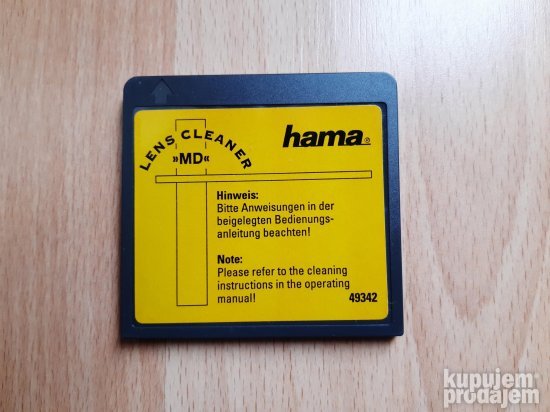 LENS CLEANER
»MD«
hama®
Hinweis:
Bitte Anweisungen in der
beigelegten Bedienungs-
anleitung beachten!
Note:
Please refer to the cleaning
instructions in the operating
manual!
49342
kupujem
prodajem